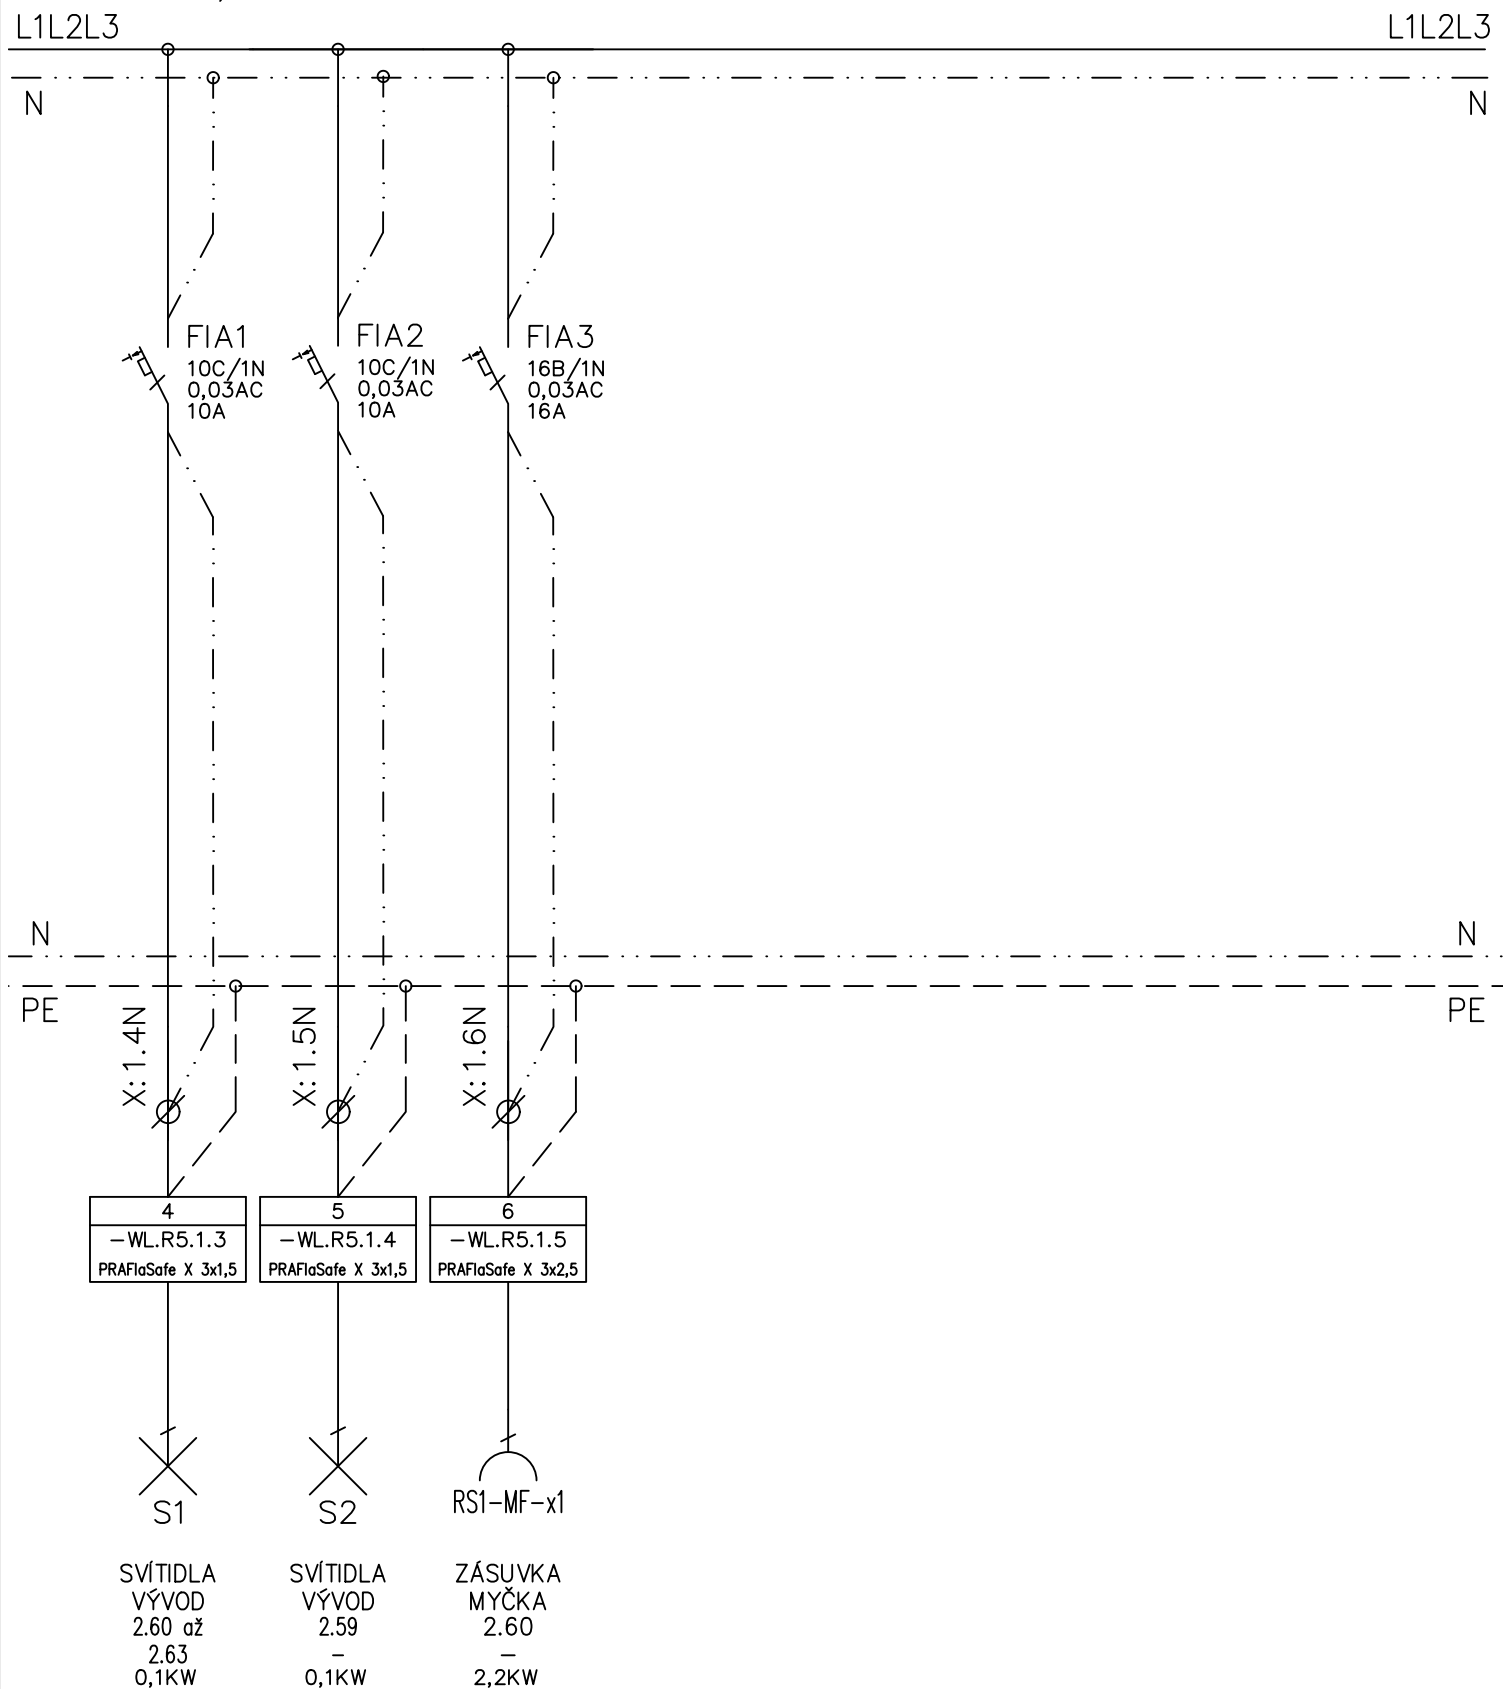 L1L2L3
L1L2L3
N
N
FIA1
10C/1N
0,03AC
10A
FIA2
10C/1N
0,03AC
10A
FIA3
16B/1N
0,03AC
16A
N
N
PE
PE
X:1.4N
X:1.5N
X:1.6N
4
-WL.R5.1.3
PRAFlaSafe X 3x1,5
5
-WL.R5.1.4
PRAFlaSafe X 3x1,5
6
-WL.R5.1.5
PRAFlaSafe X 3x2,5
S1
SVÍTIDLA
VÝVOD
2.60 až
2.63
0,1KW
S2
SVÍTIDLA
VÝVOD
2.59
-
0,1KW
RS1-MF-x1
ZÁSUVKA
MYČKA
2.60
-
2,2KW